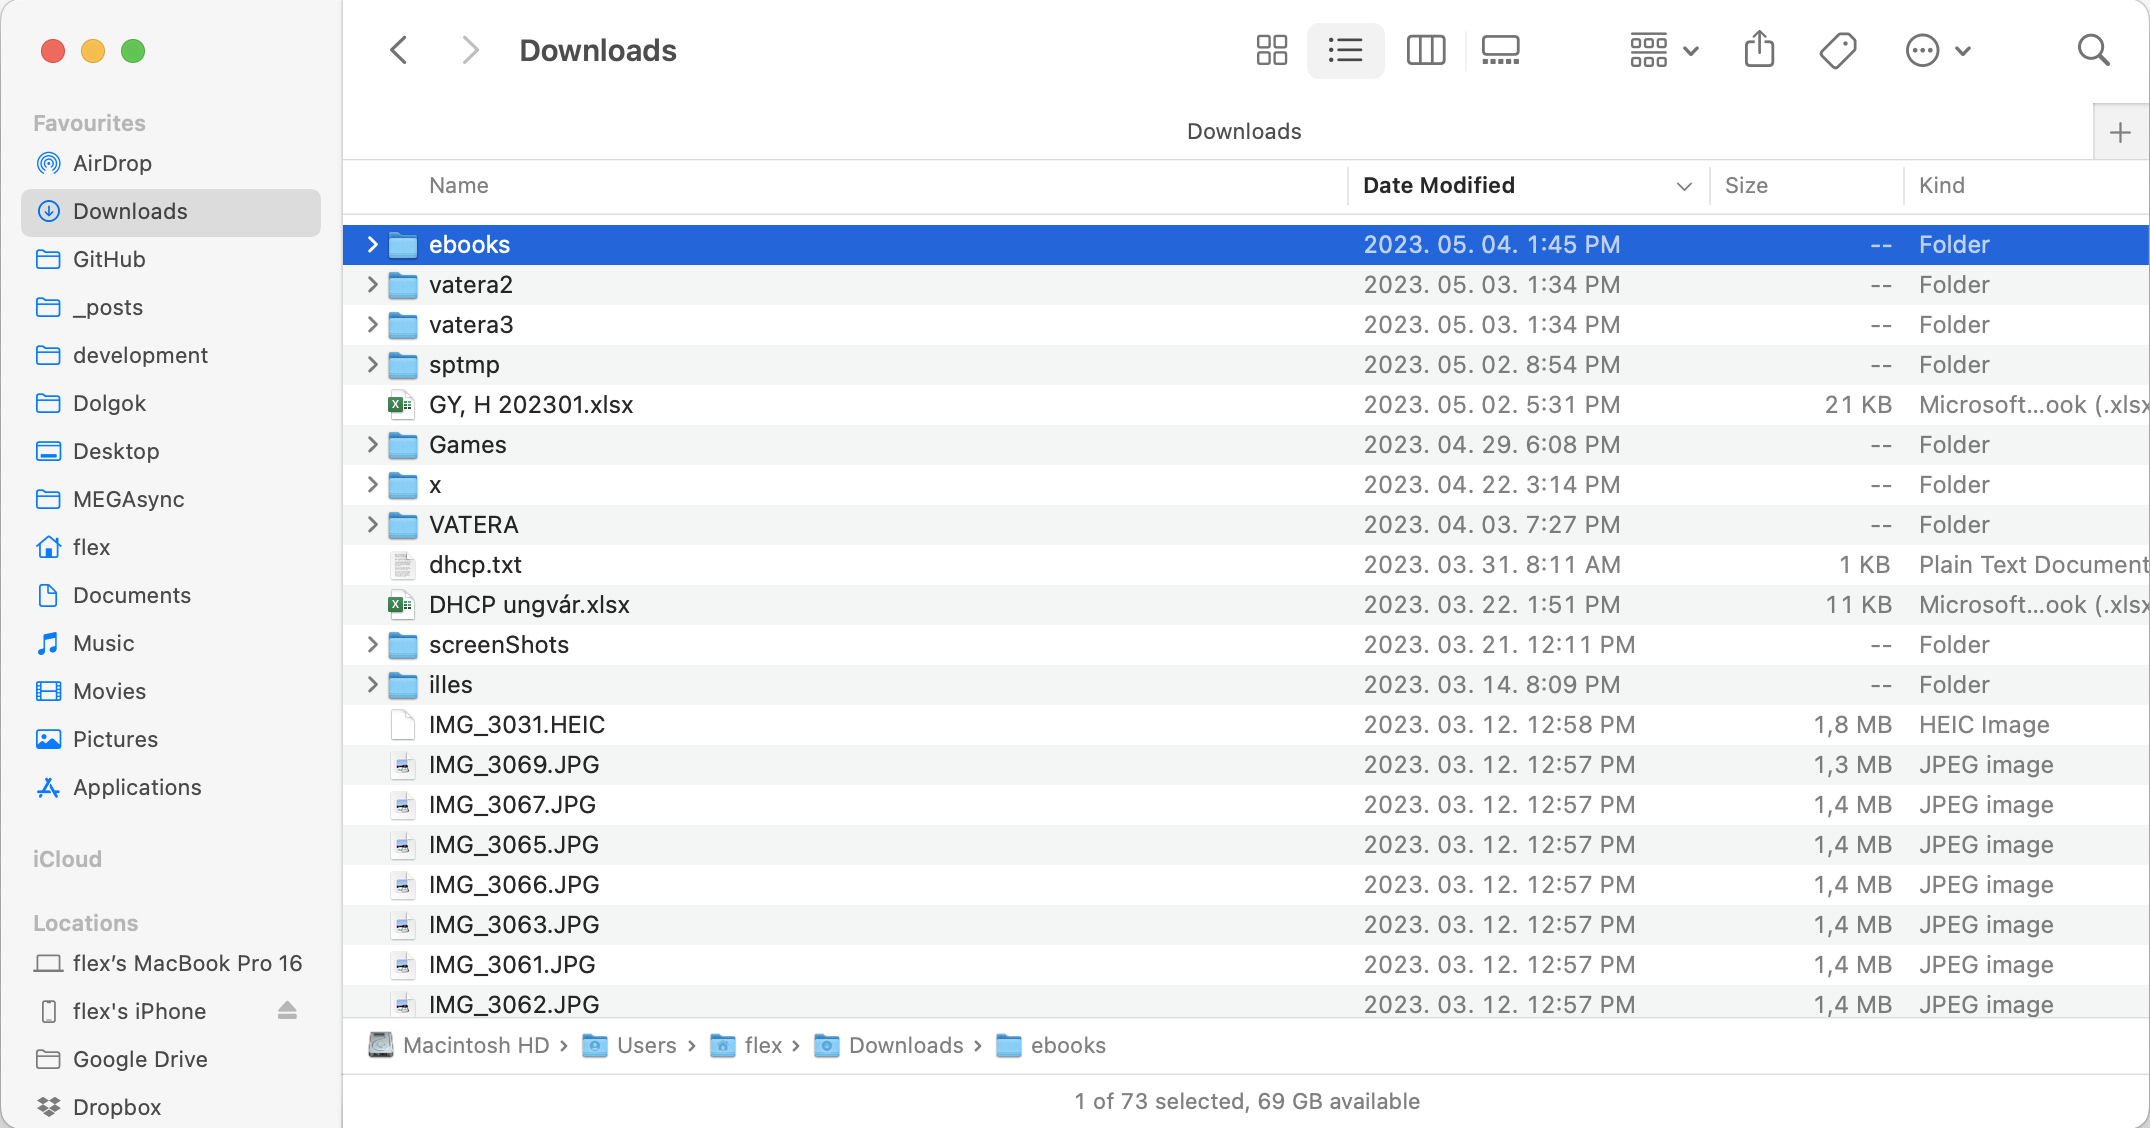 Downloads
Favourites
AirDrop
Downloads
GitHub
_posts
development
Dolgok
Desktop
MEGAsync
flex
Documents
Music
Movies
Pictures
Applications
iCloud
Locations
flex’s MacBook Pro 16
flex's iPhone
Google Drive
Dropbox
Downloads
Name Date Modified Size Kind
ebooks 2023. 05. 04. 1:45 PM -- Folder
vatera2 2023. 05. 03. 1:34 PM -- Folder
vatera3 2023. 05. 03. 1:34 PM -- Folder
sptmp 2023. 05. 02. 8:54 PM -- Folder
GY, H 202301.xlsx 2023. 05. 02. 5:31 PM 21 KB Microsoft...ook (.xlsx
Games 2023. 04. 29. 6:08 PM -- Folder
x 2023. 04. 22. 3:14 PM -- Folder
VATERA 2023. 04. 03. 7:27 PM -- Folder
dhcp.txt 2023. 03. 31. 8:11 AM 1 KB Plain Text Document
DHCP ungvár.xlsx 2023. 03. 22. 1:51 PM 11 KB Microsoft...ook (.xlsx
screenShots 2023. 03. 21. 12:11 PM -- Folder
illes 2023. 03. 14. 8:09 PM -- Folder
IMG_3031.HEIC 2023. 03. 12. 12:58 PM 1,8 MB HEIC Image
IMG_3069.JPG 2023. 03. 12. 12:57 PM 1,3 MB JPEG image
IMG_3067.JPG 2023. 03. 12. 12:57 PM 1,4 MB JPEG image
IMG_3065.JPG 2023. 03. 12. 12:57 PM 1,4 MB JPEG image
IMG_3066.JPG 2023. 03. 12. 12:57 PM 1,4 MB JPEG image
IMG_3063.JPG 2023. 03. 12. 12:57 PM 1,4 MB JPEG image
IMG_3061.JPG 2023. 03. 12. 12:57 PM 1,4 MB JPEG image
IMG_3062.JPG 2023. 03. 12. 12:57 PM 1,4 MB JPEG image
Macintosh HD › Users › flex › Downloads › ebooks
1 of 73 selected, 69 GB available